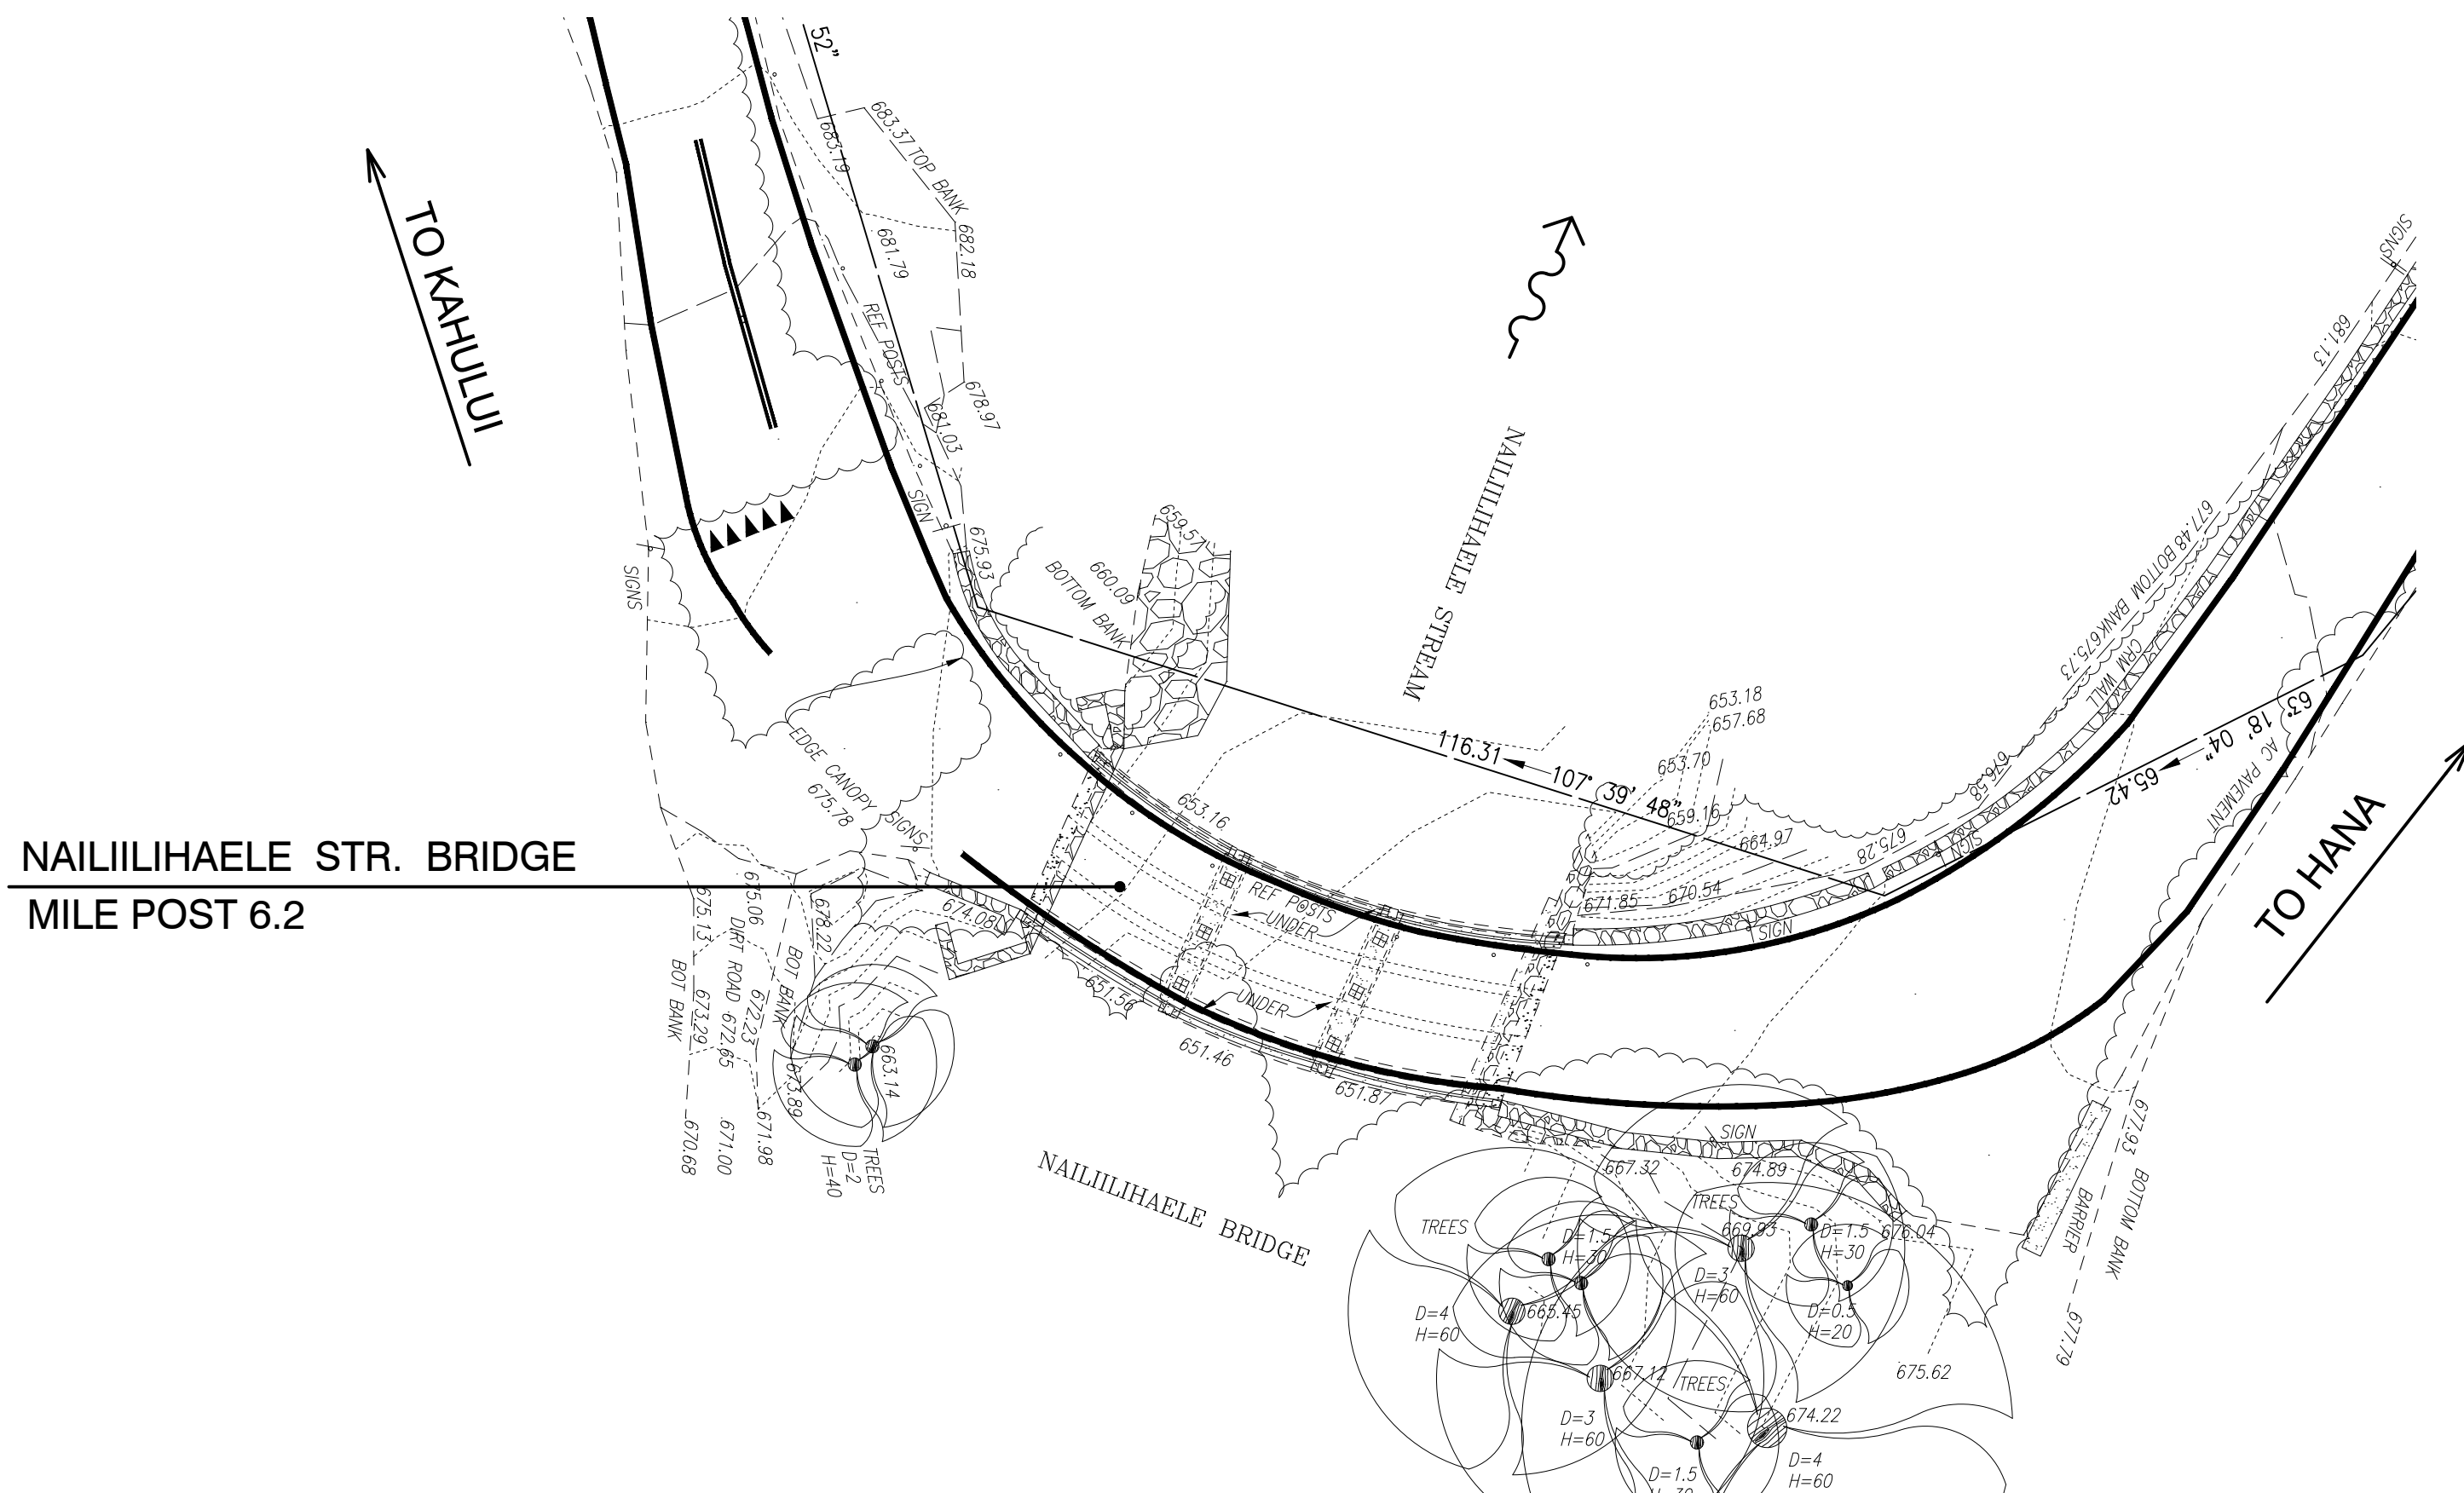 52"
683.37 TOP BANK 682.18
683.19
TO KAHULUI
681.79
REF POSTS
678.97
681.03
SIGN
675.93
SIGNS
659.57
660.09
BOTTOM BANK
NAILIILIHAELE STREAM
SIGNS
681.13
677.48 BOTTOM BANK 675.73
CRM WALL
676.58
63° 18' 04"
65.42
AC PAVEMENT
TO HANA
653.18
657.68
653.70
116.31
107° 39' 48"
659.16
664.97
675.28
SIGN
670.54
671.85
SIGN
EDGE CANOPY
675.78
SIGNS
653.16
REF POSTS
UNDER
UNDER
NAILIILIHAELE STR. BRIDGE
MILE POST 6.2
674.08
675.13
675.06
DIRT ROAD
678.22
BOT BANK
BOT BANK
673.29
672.65
672.23
673.89
663.14
670.68
671.00
671.98
TREES
D=2
H=40
651.56
651.46
651.87
NAILIILIHAELE BRIDGE
SIGN
667.32
674.89
TREES
TREES
669.93
D=1.5
H=30
D=1.5
H=30
676.04
D=3
H=60
D=4
H=60
665.45
D=0.5
H=20
677.93 BOTTOM BANK
BARRIER
677.79
675.62
667.12
TREES
D=3
H=60
674.22
D=4
H=60
D=1.5